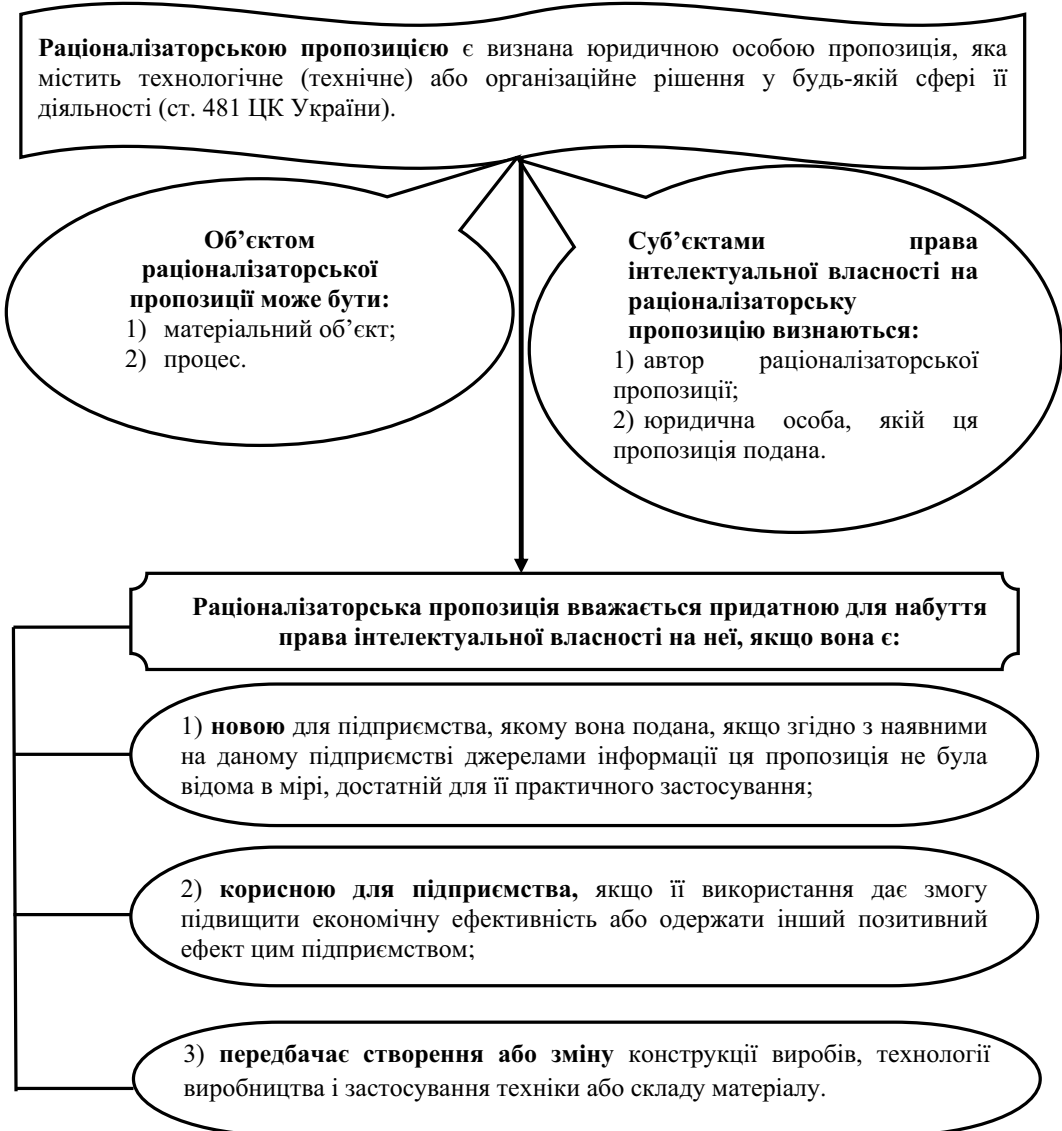 Раціоналізаторською пропозицією є визнана юридичною особою пропозиція, яка
містить технологічне (технічне) або організаційне рішення у будь-якій сфері її
діяльності (ст. 481 ЦК України).
Об’єктом
раціоналізаторської
пропозиції може бути:
1) матеріальний об’єкт;
2) процес.
Суб’єктами права
інтелектуальної власності на
раціоналізаторську
пропозицію визнаються:
1) автор раціоналізаторської
пропозиції;
2) юридична особа, якій ця
пропозиція подана.
Раціоналізаторська пропозиція вважається придатною для набуття
права інтелектуальної власності на неї, якщо вона є:
1) новою для підприємства, якому вона подана, якщо згідно з наявними
на даному підприємстві джерелами інформації ця пропозиція не була
відома в мірі, достатній для її практичного застосування;
2) корисною для підприємства, якщо її використання дає змогу
підвищити економічну ефективність або одержати інший позитивний
ефект цим підприємством;
3) передбачає створення або зміну конструкції виробів, технології
виробництва і застосування техніки або складу матеріалу.